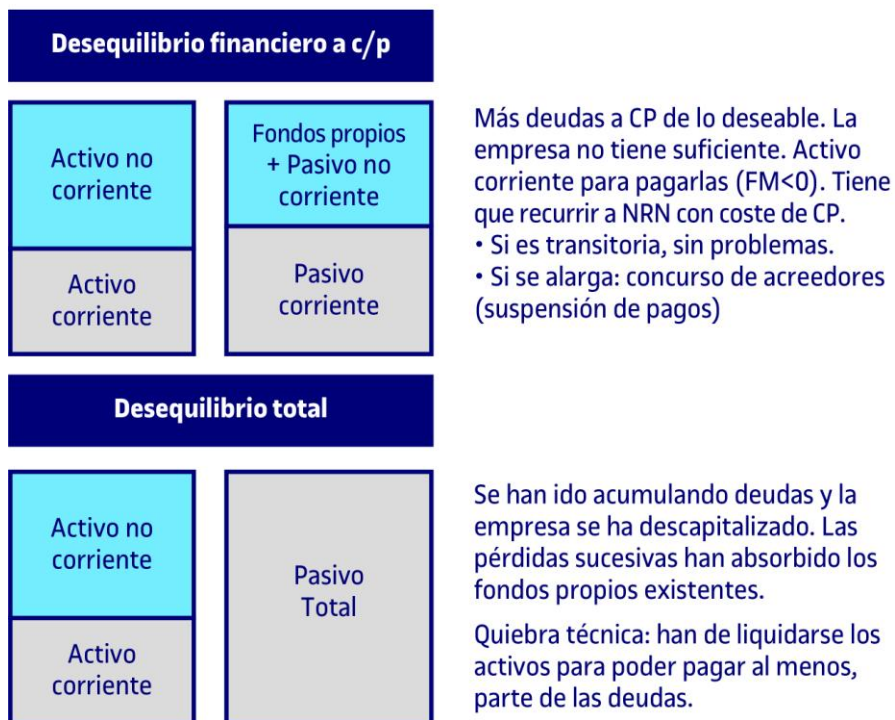 Desequilibrio financiero a c/p
Activo no
corriente
Activo
corriente
Fondos propios
+ Pasivo no
corriente
Pasivo
corriente
Más deudas a CP de lo deseable. La
empresa no tiene suficiente. Activo
corriente para pagarlas (FM<0). Tiene
que recurrir a NRN con coste de CP.
• Si es transitoria, sin problemas.
• Si se alarga: concurso de acreedores
(suspensión de pagos)
Desequilibrio total
Activo no
corriente
Activo
corriente
Pasivo
Total
Se han ido acumulando deudas y la
empresa se ha descapitalizado. Las
pérdidas sucesivas han absorbido los
fondos propios existentes.
Quiebra técnica: han de liquidarse los
activos para poder pagar al menos,
parte de las deudas.